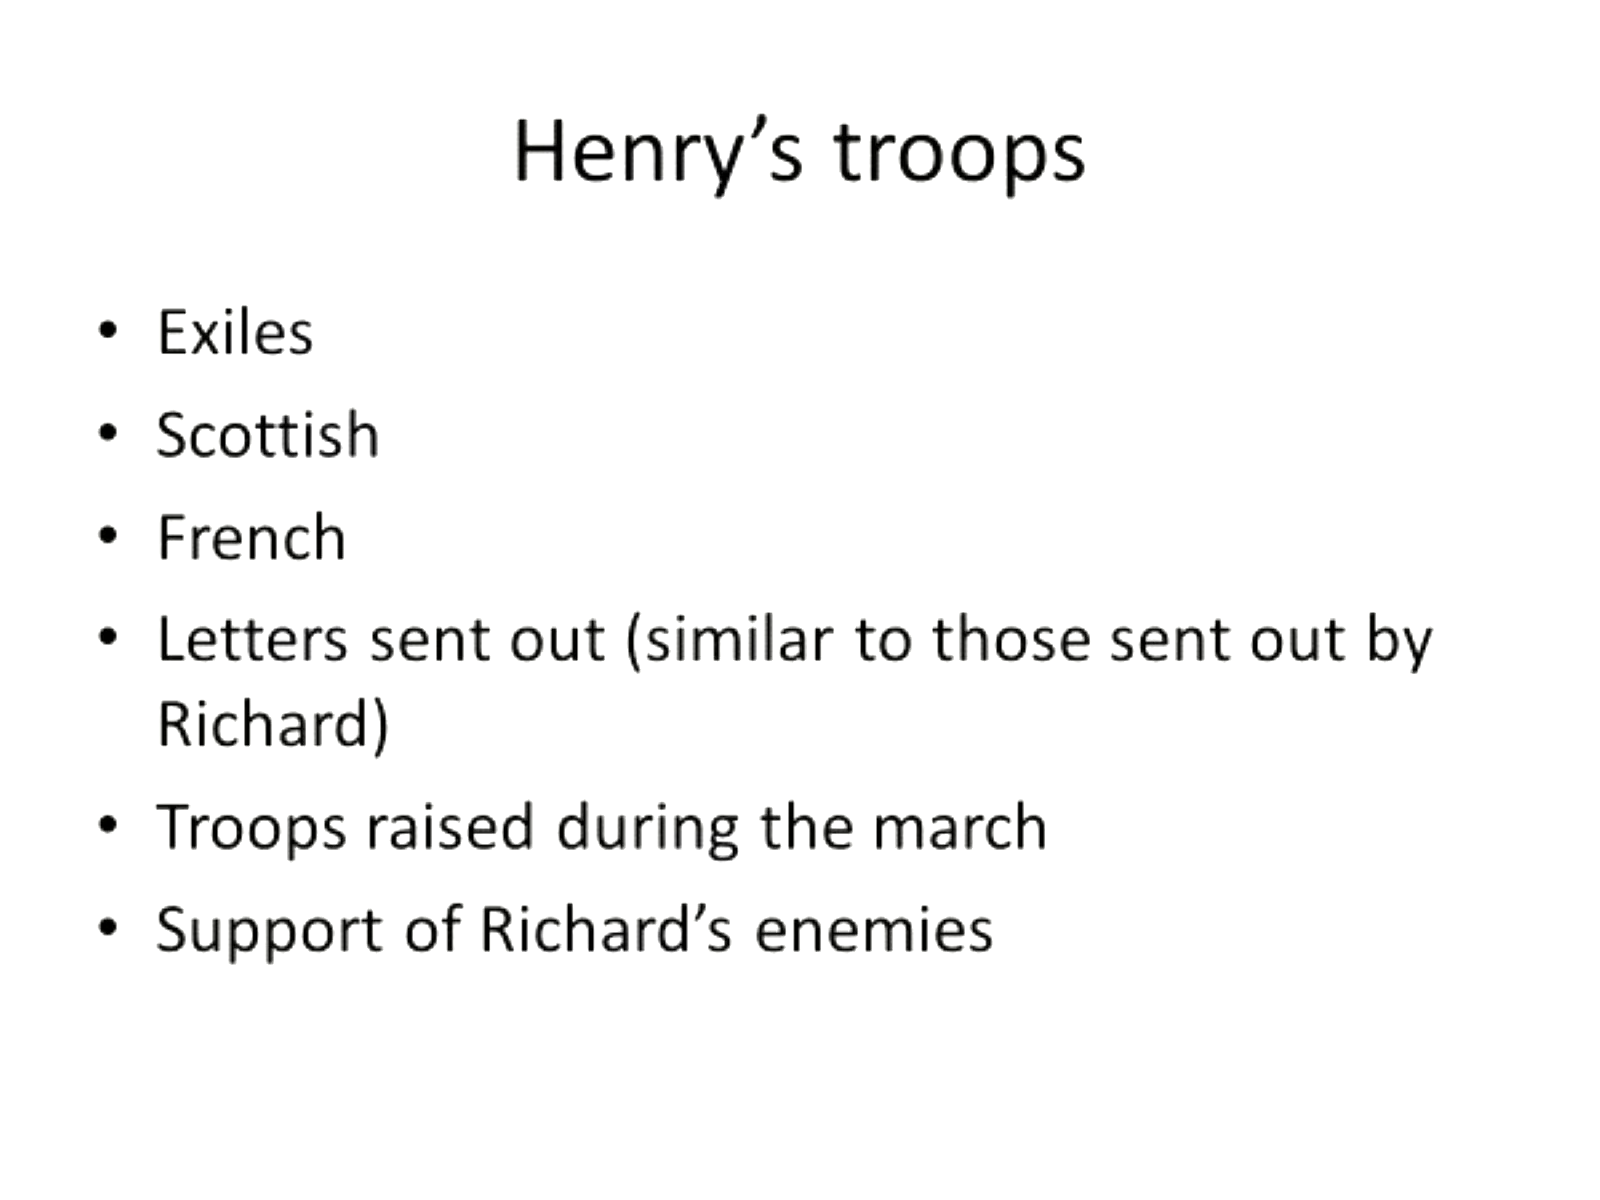 Henry’s troops
• Exiles
• Scottish
• French
• Letters sent out (similar to those sent out by
Richard)
• Troops raised during the march
• Support of Richard’s enemies